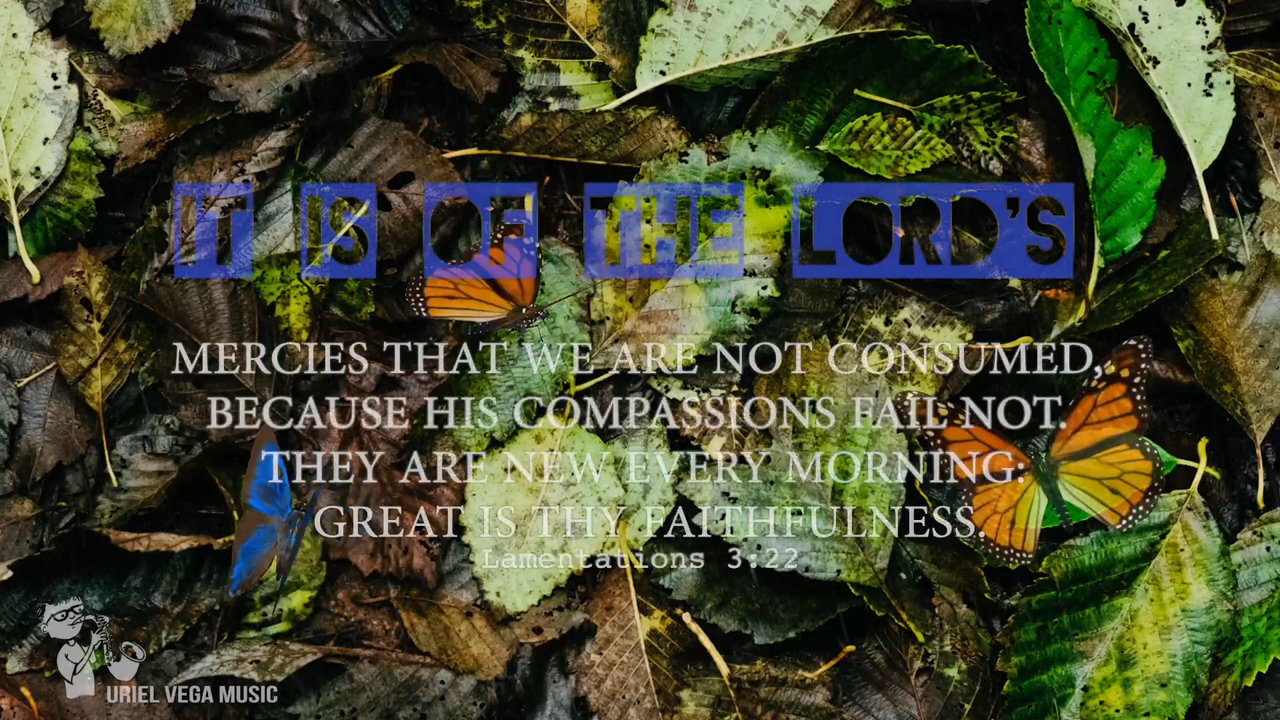 IT IS OF THE LORD'S
MERCIES THAT WE ARE NOT CONSUMED,
BECAUSE HIS COMPASSIONS FAIL NOT.
THEY ARE NEW EVERY MORNING:
GREAT IS THY FAITHFULNESS.
Lamentations 3:22
URIEL VEGA MUSIC